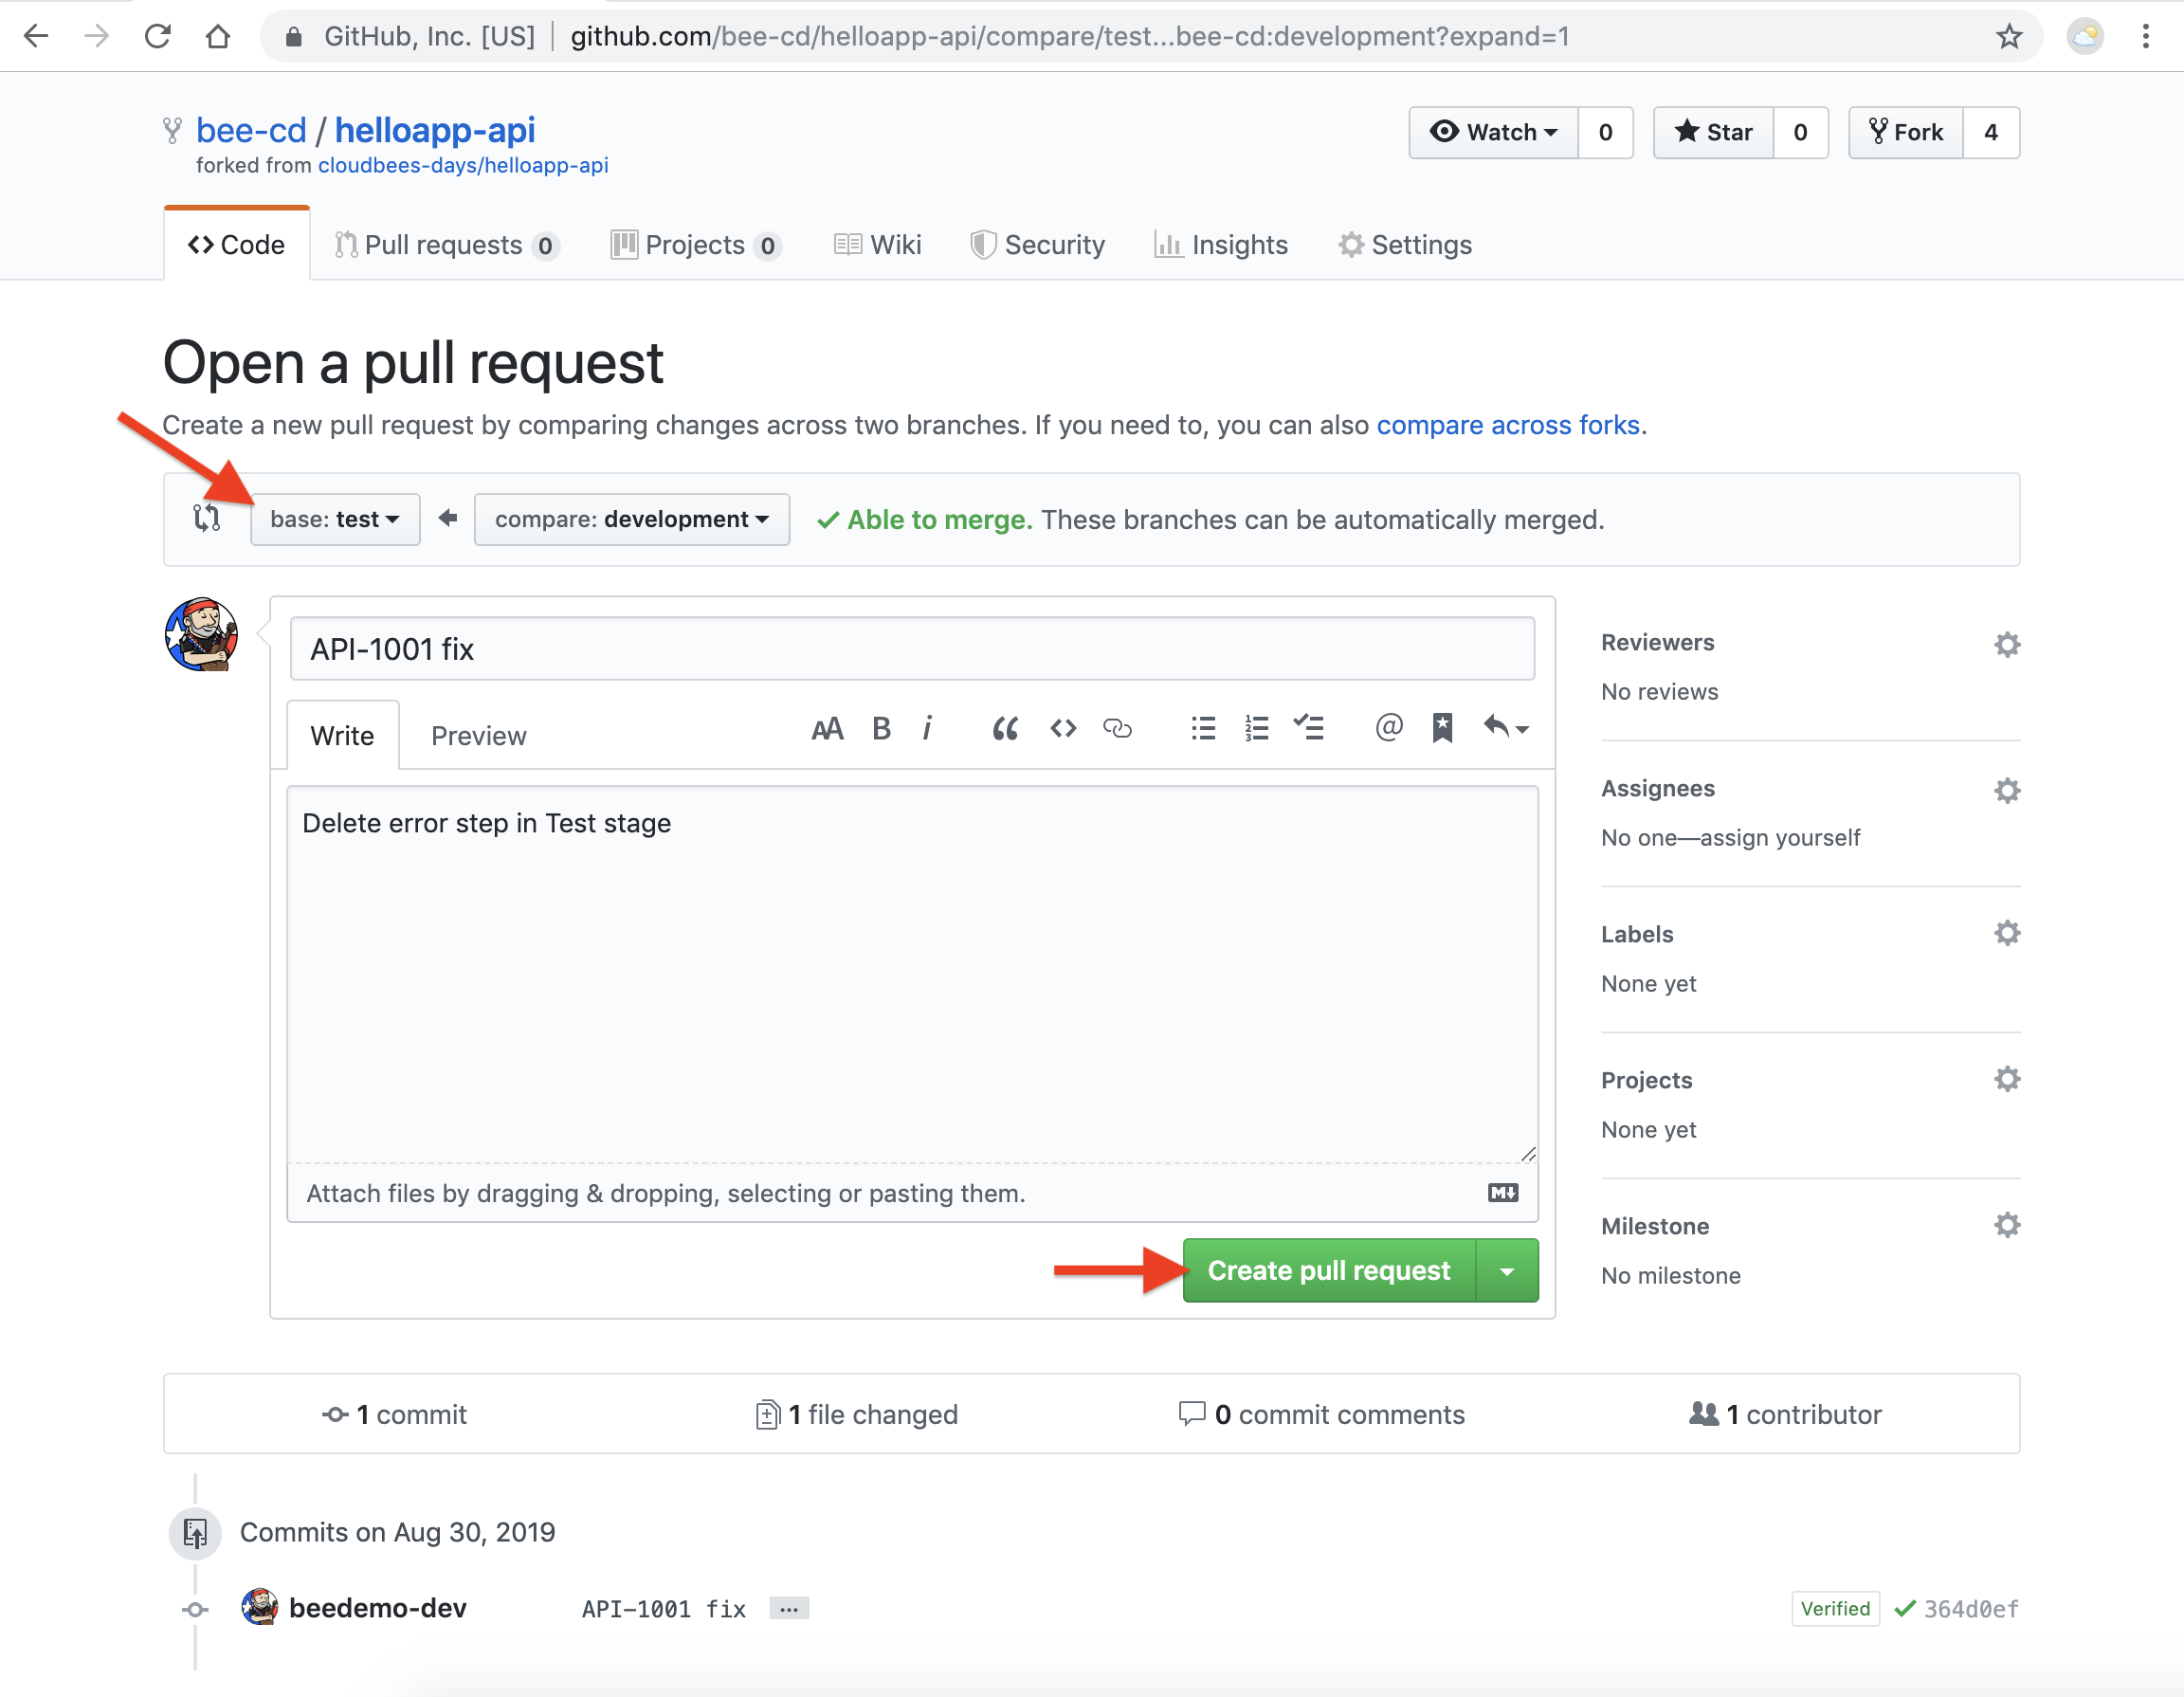 GitHub, Inc. [US] | github.com/bee-cd/helloapp-api/compare/test...bee-cd:development?expand=1
bee-cd / helloapp-api
forked from cloudbees-days/helloapp-api
Watch 0 Star 0 Fork 4
Code Pull requests 0 Projects 0 Wiki Security Insights Settings
Open a pull request
Create a new pull request by comparing changes across two branches. If you need to, you can also compare across forks.
base: test compare: development Able to merge. These branches can be automatically merged.
API-1001 fix
Write Preview
Delete error step in Test stage
Attach files by dragging & dropping, selecting or pasting them.
Create pull request
Reviewers
No reviews
Assignees
No one—assign yourself
Labels
None yet
Projects
None yet
Milestone
No milestone
1 commit 1 file changed 0 commit comments 1 contributor
Commits on Aug 30, 2019
beedemo-dev API-1001 fix ... Verified 364d0ef